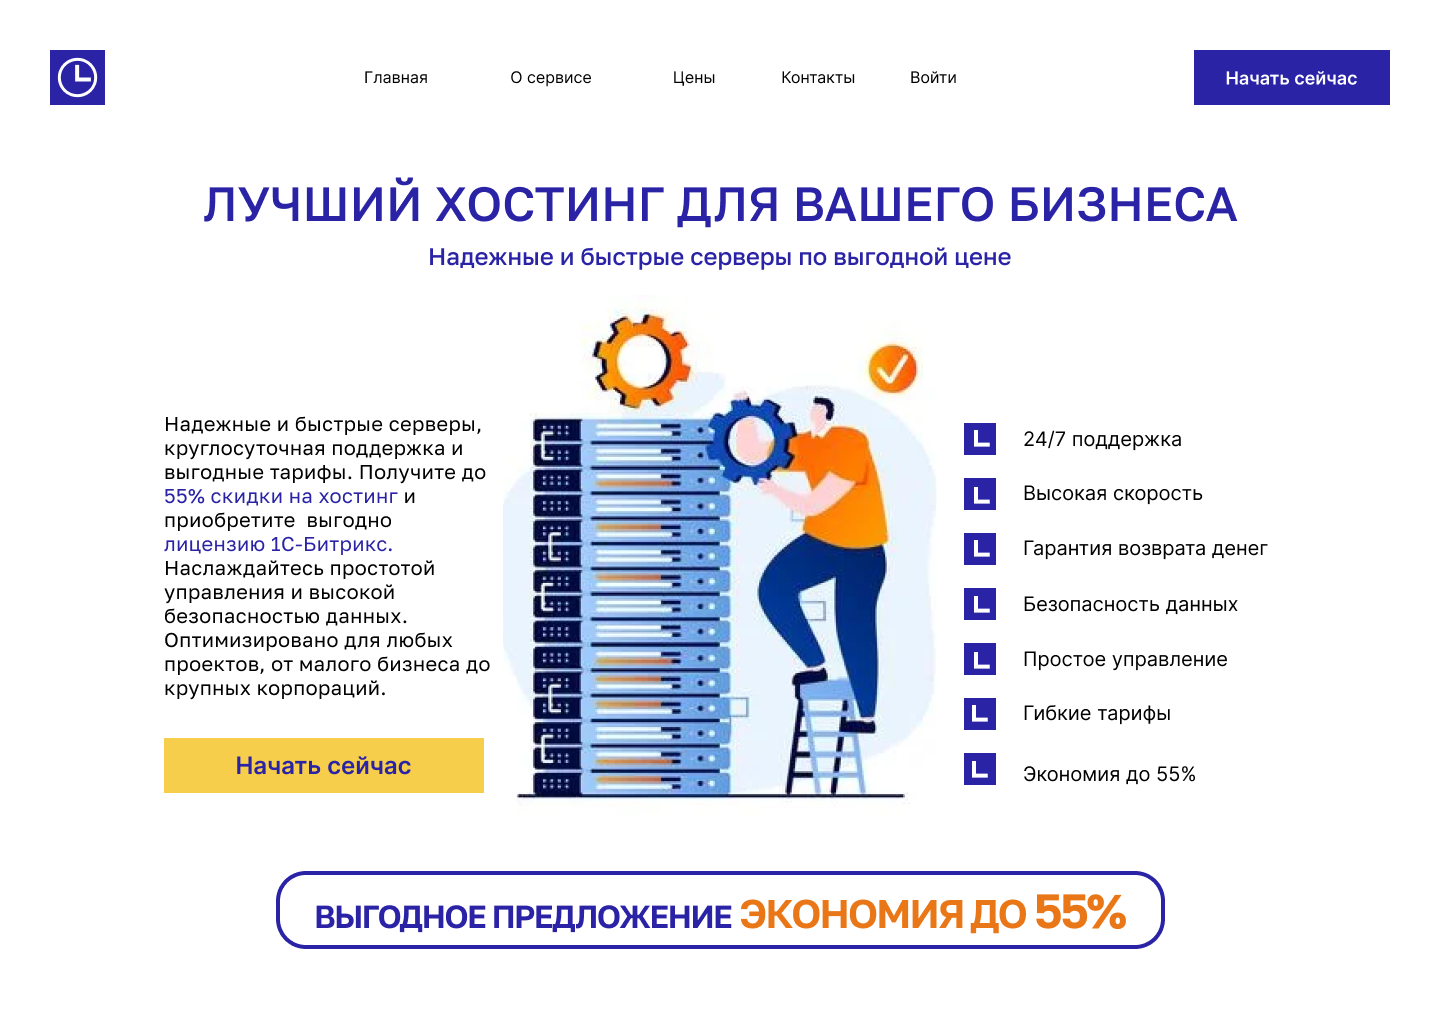 Главная
О сервисе
Цены
Контакты
Войти
Начать сейчас
ЛУЧШИЙ ХОСТИНГ ДЛЯ ВАШЕГО БИЗНЕСА
Надежные и быстрые серверы по выгодной цене
Надежные и быстрые серверы,
круглосуточная поддержка и
выгодные тарифы. Получите до
55% скидки на хостинг и
приобретите выгодно
лицензию 1С-Битрикс.
Наслаждайтесь простотой
управления и высокой
безопасностью данных.
Оптимизировано для любых
проектов, от малого бизнеса до
крупных корпораций.
Начать сейчас
24/7 поддержка
Высокая скорость
Гарантия возврата денег
Безопасность данных
Простое управление
Гибкие тарифы
Экономия до 55%
ВЫГОДНОЕ ПРЕДЛОЖЕНИЕ ЭКОНОМИЯ ДО 55%